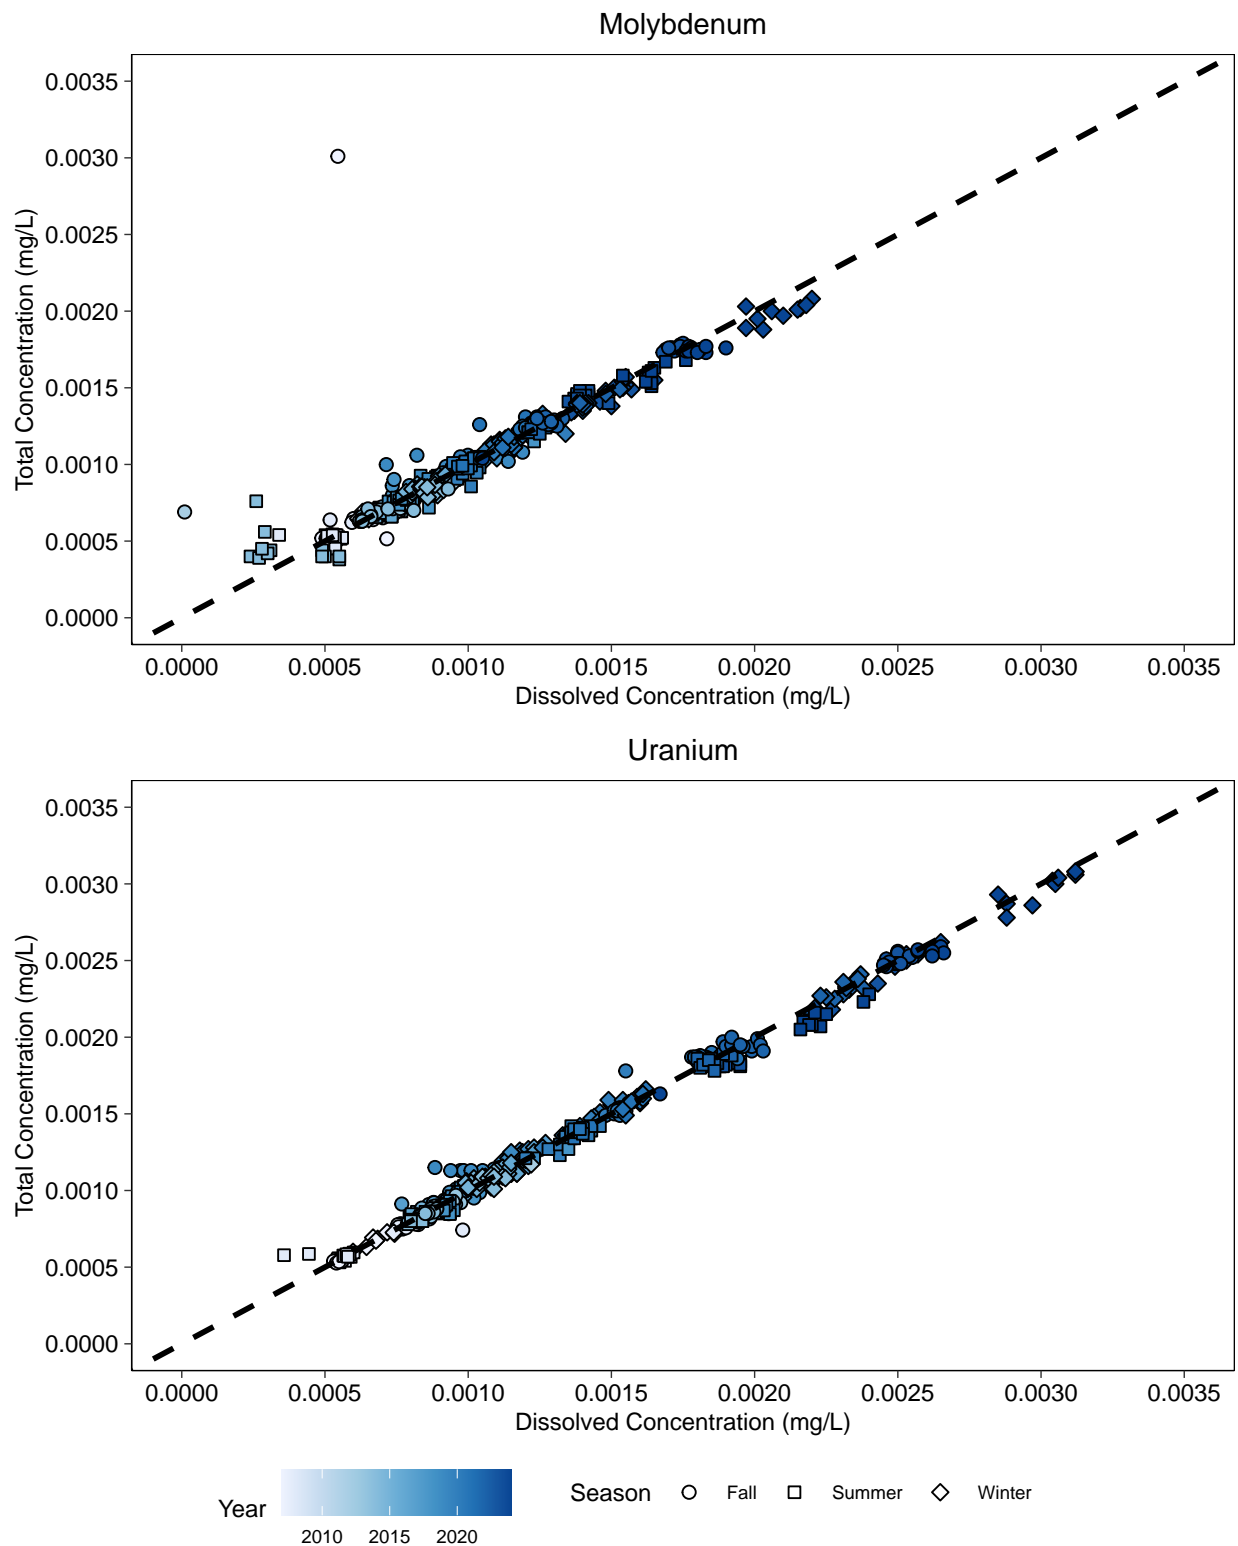 Molybdenum
Total Concentration (mg/L)
0.0035
0.0030
0.0025
0.0020
0.0015
0.0010
0.0005
0.0000
0.0000 0.0005 0.0010 0.0015 0.0020 0.0025 0.0030 0.0035
Dissolved Concentration (mg/L)
Uranium
Total Concentration (mg/L)
0.0035
0.0030
0.0025
0.0020
0.0015
0.0010
0.0005
0.0000
0.0000 0.0005 0.0010 0.0015 0.0020 0.0025 0.0030 0.0035
Dissolved Concentration (mg/L)
Year
2010 2015 2020
Season Fall Summer Winter